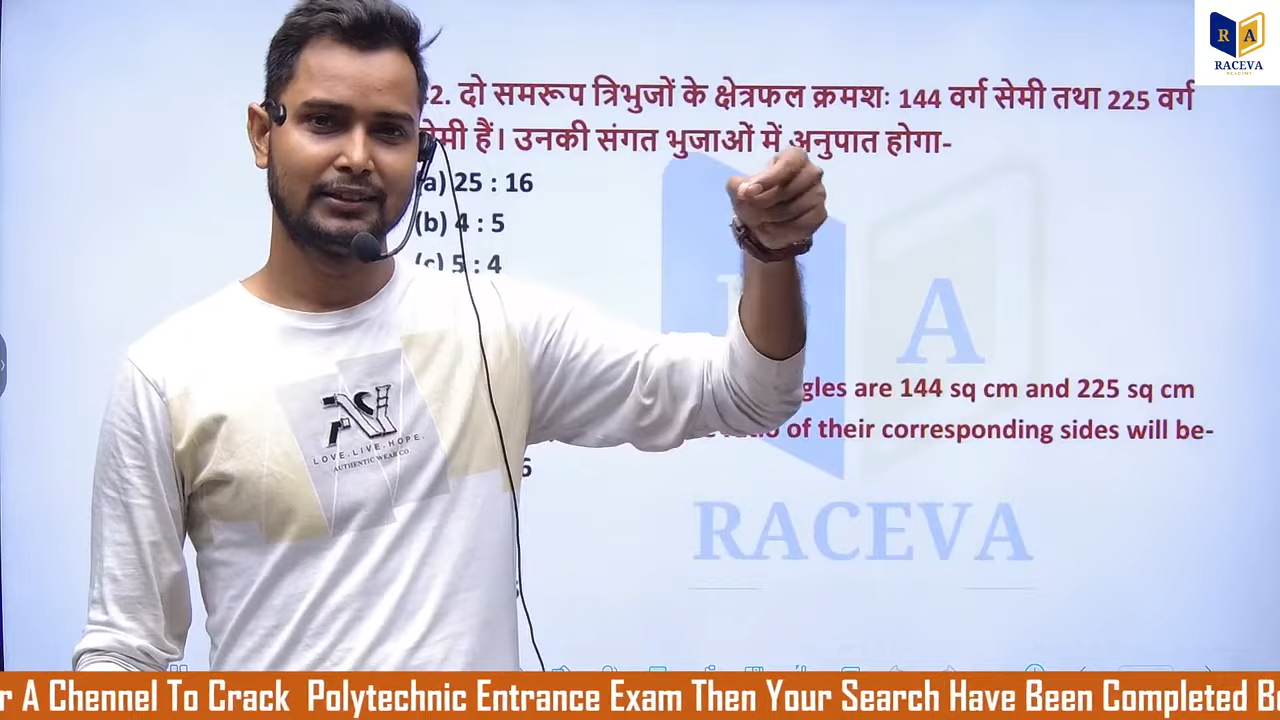 R A
RACEVA
ACADEMY
2. दो समरूप त्रिभुजों के क्षेत्रफल क्रमशः 144 वर्ग सेमी तथा 225 वर्ग
सेमी हैं। उनकी संगत भुजाओं में अनुपात होगा-
(a) 25 : 16
(b) 4 : 5
(c) 5 : 4
A
are 144 sq cm and 225 sq cm
of their corresponding sides will be-
RACEVA
LOVE.LIVE.HOPE.
AUTHENTIC WEAR CO.
A Chennel To Crack Polytechnic Entrance Exam Then Your Search Have Been Completed